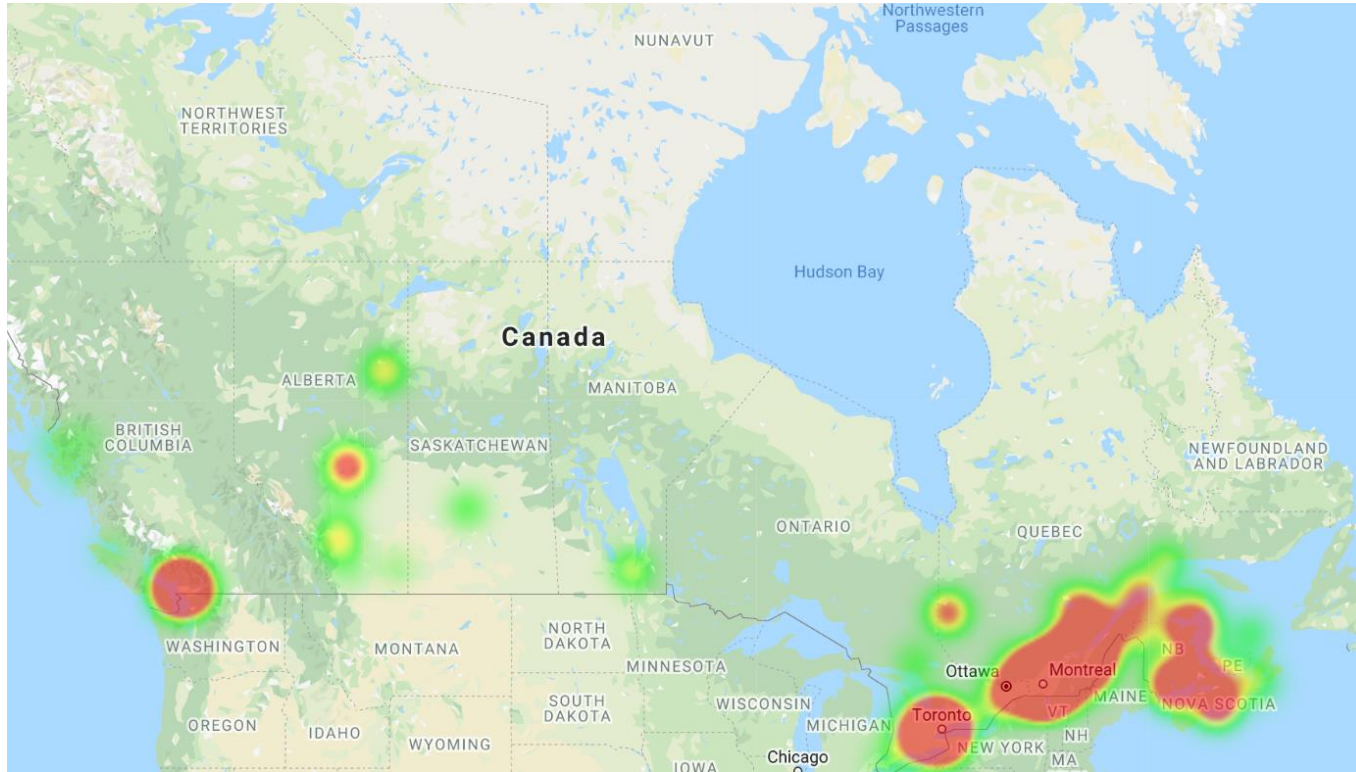 Northwestern
Passages
NUNAVUT
NORTHWEST
TERRITORIES
Hudson Bay
Canada
ALBERTA
MANITOBA
BRITISH
COLUMBIA
SASKATCHEWAN
NEWFOUNDLAND
AND LABRADOR
ONTARIO
QUEBEC
WASHINGTON
MONTANA
NORTH
DAKOTA
MINNESOTA
Ottawa
Montreal
NB
PE
MAINE
NOVA SCOTIA
OREGON
IDAHO
SOUTH
DAKOTA
WISCONSIN
MICHIGAN
Toronto
VT
NH
WYOMING
NEW YORK
MA
IOWA
Chicago